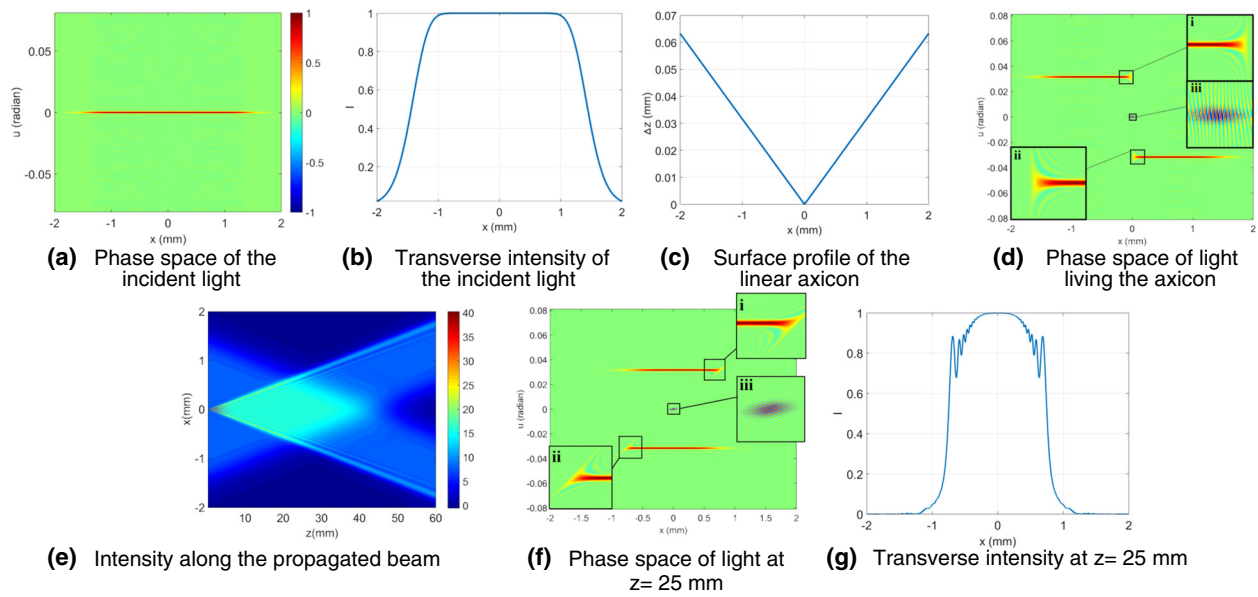 1
0.5
0
-0.5
-1
0.05
0
-0.05
u (radian)
-2 -1 0 1 2
x (mm)
(a) Phase space of the
incident light
1
0.8
0.6
0.4
0.2
I
-2 -1 0 1 2
x (mm)
(b) Transverse intensity of
the incident light
0.07
0.06
0.05
0.04
0.03
0.02
0.01
0
Δz (mm)
-2 -1 0 1 2
x (mm)
(c) Surface profile of the
linear axicon
0.08
0.06
0.04
0.02
0
-0.02
-0.04
-0.06
-0.08
u (radian)
i
iii
ii
-2 -1 0 1 2
x (mm)
(d) Phase space of light
living the axicon
2
1
0
-1
-2
x(mm)
10 20 30 40 50 60
z(mm)
40
35
30
25
20
15
10
5
0
(e) Intensity along the propagated beam
0.08
0.06
0.04
0.02
0
-0.02
-0.04
-0.06
-0.08
u (radian)
i
iii
ii
-2 -1.5 -1 -0.5 0 0.5 1 1.5 2
x (mm)
(f) Phase space of light at
z= 25 mm
1
0.8
0.6
0.4
0.2
0
I
-2 -1 0 1 2
x (mm)
(g) Transverse intensity at z= 25 mm